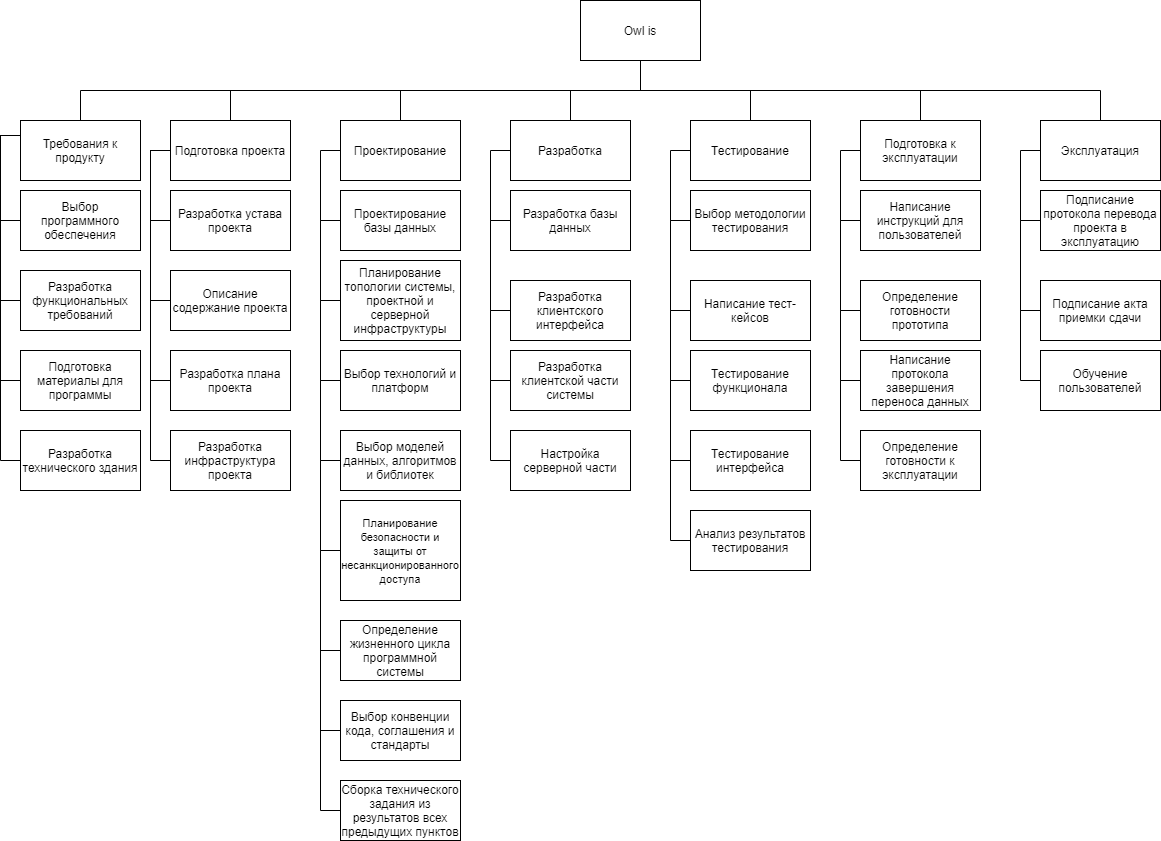 Owl is
Требования к
продукту
Выбор
программного
обеспечения
Разработка
функциональных
требований
Подготовка
материалы для
программы
Разработка
технического здания
Подготовка проекта
Разработка устава
проекта
Описание
содержание проекта
Разработка плана
проекта
Разработка
инфраструктура
проекта
Проектирование
Проектирование
базы данных
Планирование
топологии системы,
проектной и
серверной
инфраструктуры
Выбор технологий и
платформ
Выбор моделей
данных, алгоритмов
и библиотек
Планирование
безопасности и
защиты от
несанкционированного
доступа
Определение
жизненного цикла
программной
системы
Выбор конвенции
кода, соглашения и
стандарты
Сборка технического
задания из
результатов всех
предыдущих пунктов
Разработка
Разработка базы
данных
Разработка
клиентского
интерфейса
Разработка
клиентской части
системы
Настройка
серверной части
Тестирование
Выбор методологии
тестирования
Написание тест-
кейсов
Тестирование
функционала
Тестирование
интерфейса
Анализ результатов
тестирования
Подготовка к
эксплуатации
Написание
инструкций для
пользователей
Определение
готовности
прототипа
Написание
протокола
завершения
переноса данных
Определение
готовности к
эксплуатации
Эксплуатация
Подписание
протокола перевода
проекта в
эксплуатацию
Подписание акта
приемки сдачи
Обучение
пользователей